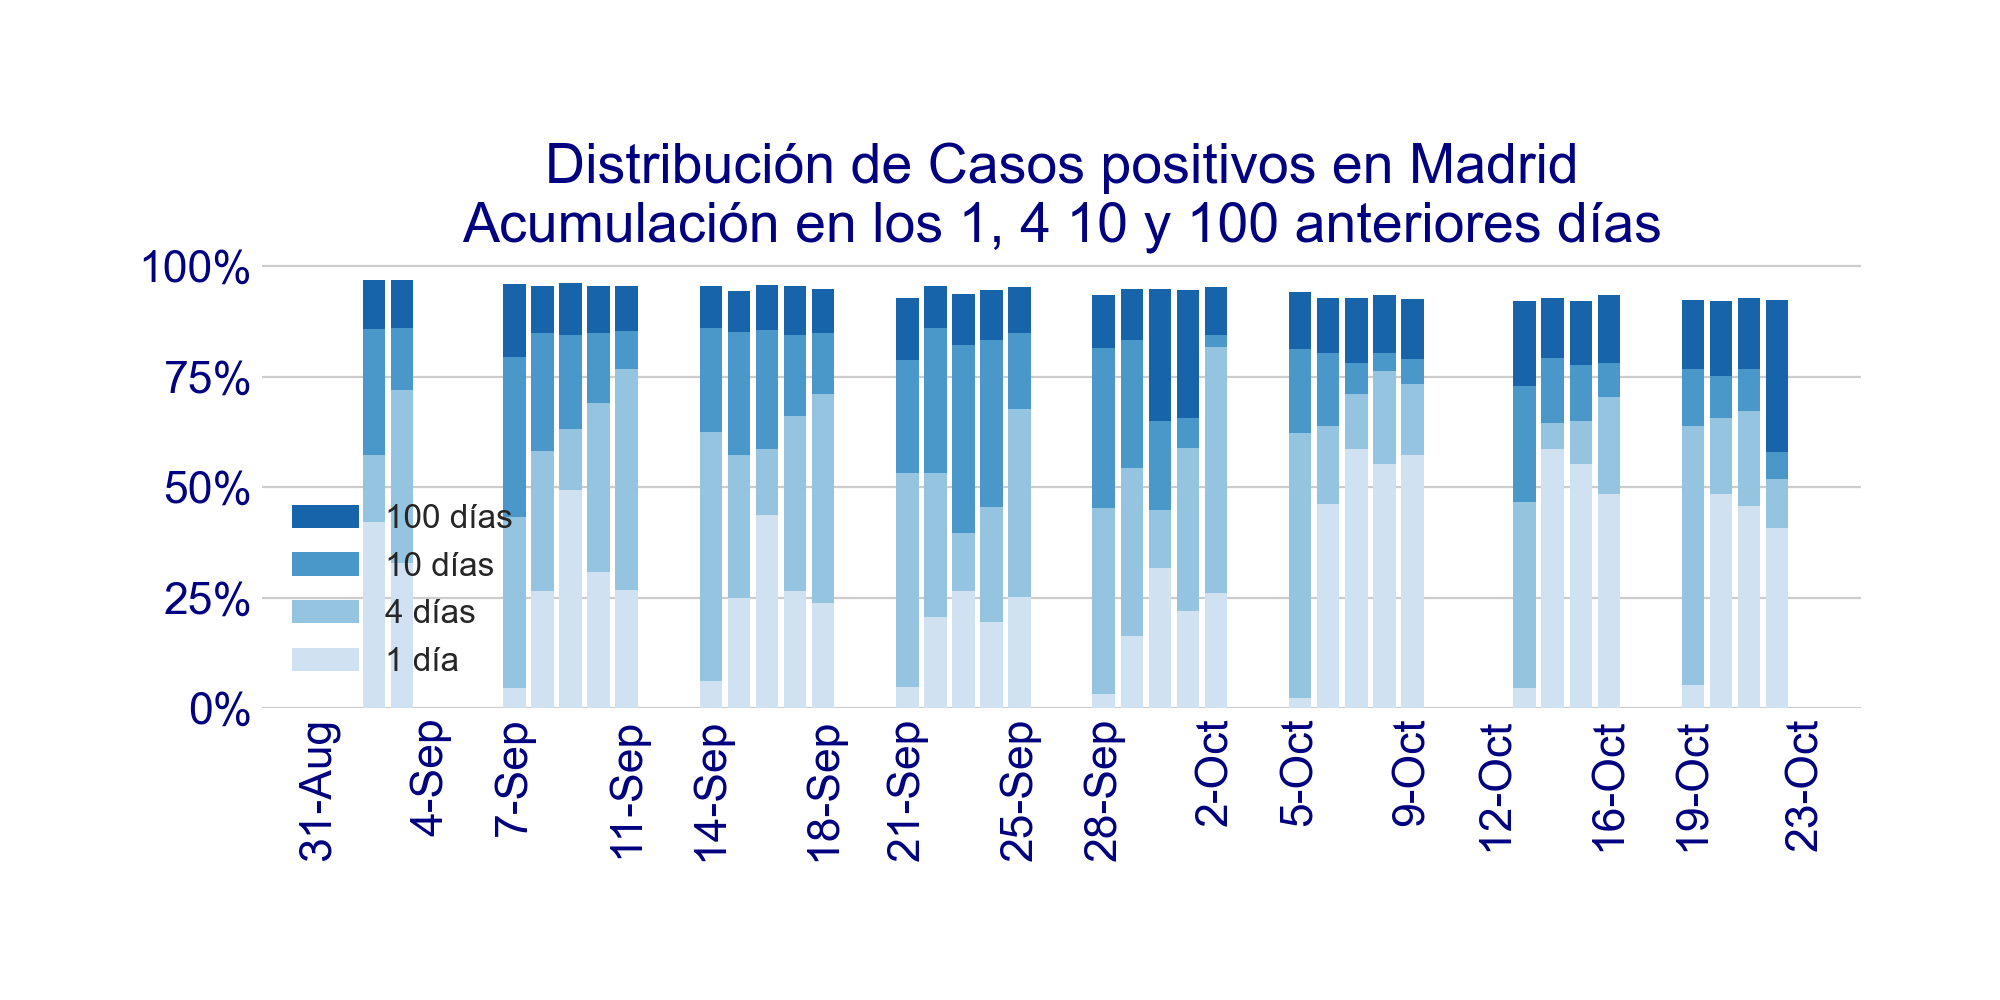 Distribución de Casos positivos en Madrid
Acumulación en los 1, 4 10 y 100 anteriores días
100%
75%
50%
25%
0%
100 días
10 días
4 días
1 día
31-Aug
4-Sep
7-Sep
11-Sep
14-Sep
18-Sep
21-Sep
25-Sep
28-Sep
2-Oct
5-Oct
9-Oct
12-Oct
16-Oct
19-Oct
23-Oct